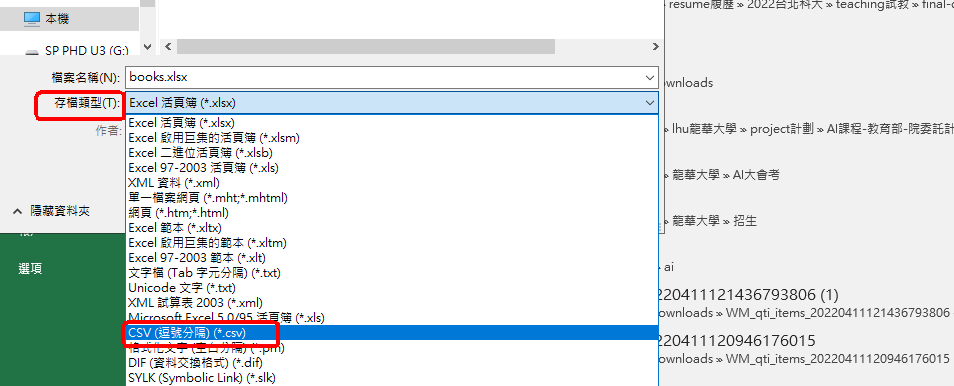 本機
SP PHD U3 (G:)
檔案名稱(N):
books.xlsx
存檔類型(T):
Excel 活頁簿 (*.xlsx)
作者:
Excel 活頁簿 (*.xlsx)
Excel 啟用巨集的活頁簿 (*.xlsm)
Excel 二進位活頁簿 (*.xlsb)
Excel 97-2003 活頁簿 (*.xls)
XML 資料 (*.xml)
單一檔案網頁 (*.mht;*.mhtml)
網頁 (*.htm;*.html)
Excel 範本 (*.xltx)
Excel 啟用巨集的範本 (*.xltm)
Excel 97-2003 範本 (*.xlt)
文字檔 (Tab 字元分隔) (*.txt)
Unicode 文字 (*.txt)
XML 試算表 2003 (*.xml)
Microsoft Excel 5.0/95 活頁簿 (*.xls)
CSV (逗號分隔) (*.csv)
格式化文字 (空白分隔) (*.prn)
DIF (資料交換格式) (*.dif)
SYLK (Symbolic Link) (*.slk)
隱藏資料夾
選項
» resume履歷 » 2022台北科大 » teaching試教 » final-
ownloads
» lhu龍華大學 » project計劃 » AI課程-教育部-院委託計
» 龍華大學 » AI大會考
» 龍華大學 » 招生
» ai
220411121436793806 (1)
ownloads » WM_qti_items_20220411121436793806
220411120946176015
ownloads » WM_qti_items_20220411120946176015